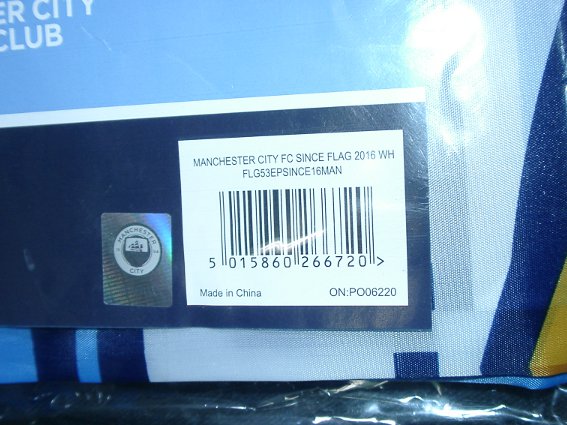 ER CITY
CLUB
MANCHESTER CITY FC SINCE FLAG 2016 WH
FLG53EPSINCE16MAN
5 015860 266720 >
Made in China
ON:PO06220
MANCHESTER
CITY